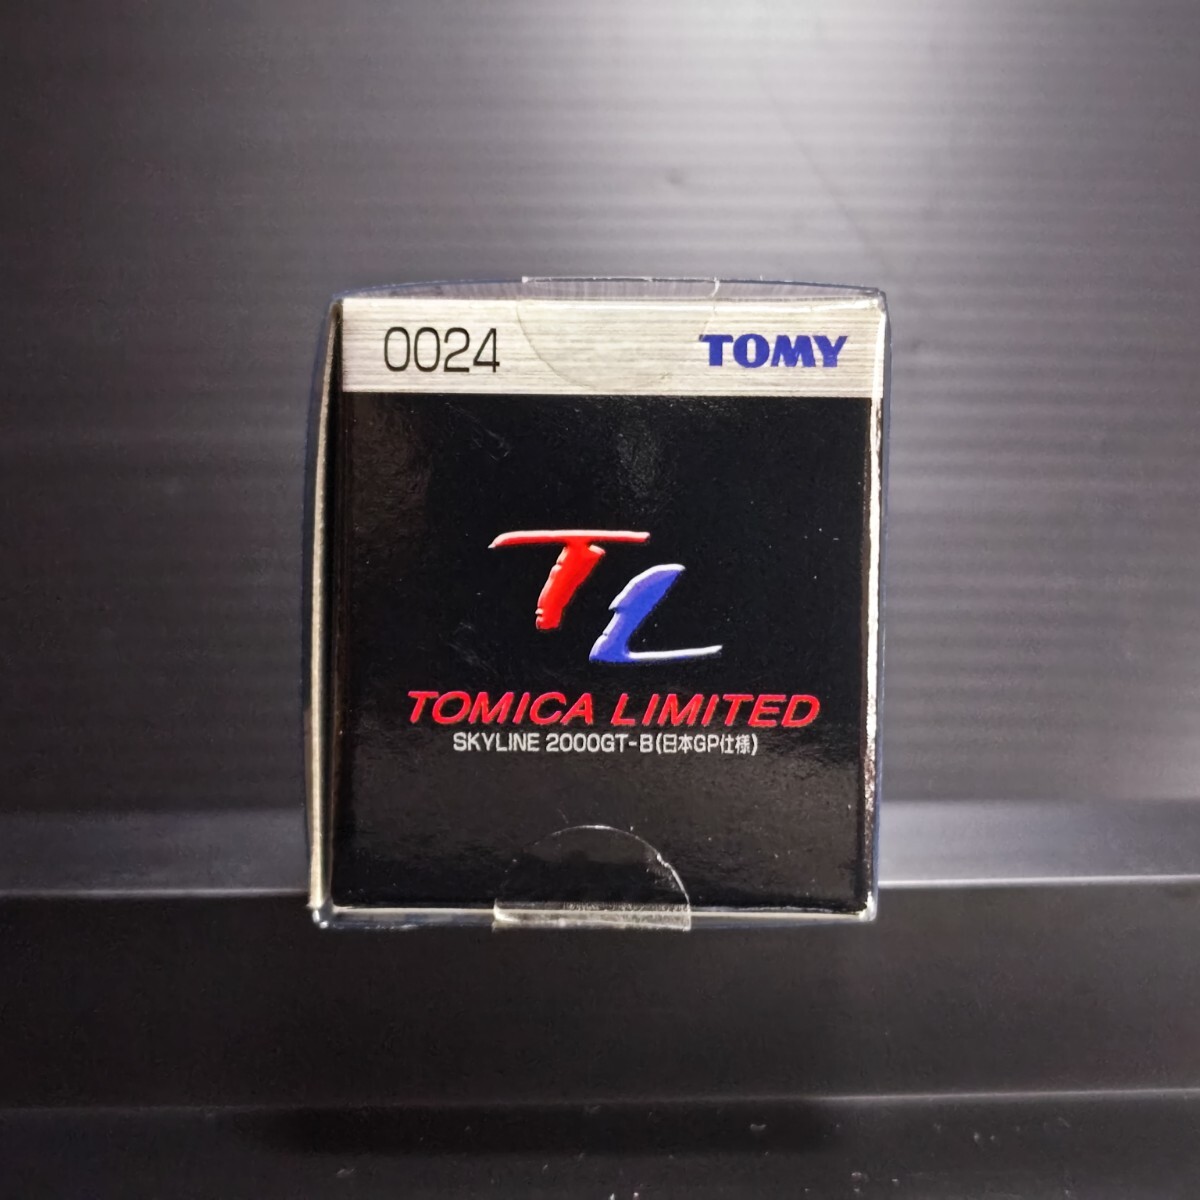 0024 TOMY
TL
TOMICA LIMITED
SKYLINE 2000GT-B(日本GP仕様)